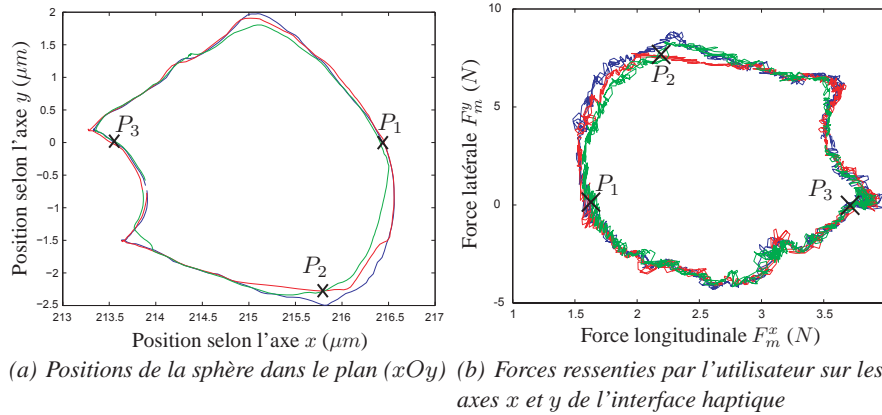 2
1.5
1
0.5
0
−0.5
−1
−1.5
−2
−2.5
213
213.5
214
214.5
215
215.5
216
216.5
217
Position selon l'axe y (μm)
Position selon l'axe x (μm)
P1
P2
P3
10
5
0
−5
1
1.5
2
2.5
3
3.5
4
Force latérale F_m^y (N)
Force longitudinale F_m^x (N)
P2
P1
P3
(a) Positions de la sphère dans le plan (xOy)
(b) Forces ressenties par l'utilisateur sur les
axes x et y de l'interface haptique